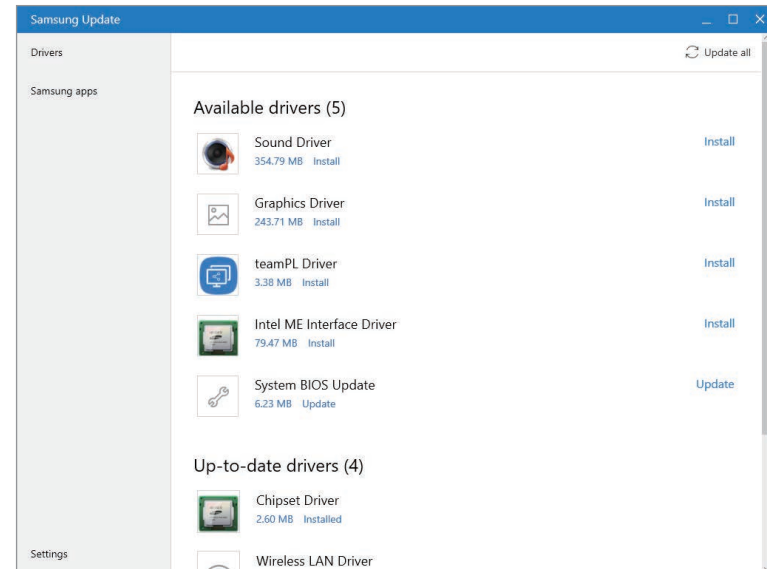 Samsung Update
Drivers
Update all
Samsung apps
Available drivers (5)
Sound Driver
354.79 MB Install
Install
Graphics Driver
243.71 MB Install
Install
teamPL Driver
3.38 MB Install
Install
Intel ME Interface Driver
79.47 MB Install
Install
System BIOS Update
6.23 MB Update
Update
Up-to-date drivers (4)
Chipset Driver
2.60 MB Installed
Wireless LAN Driver
Settings